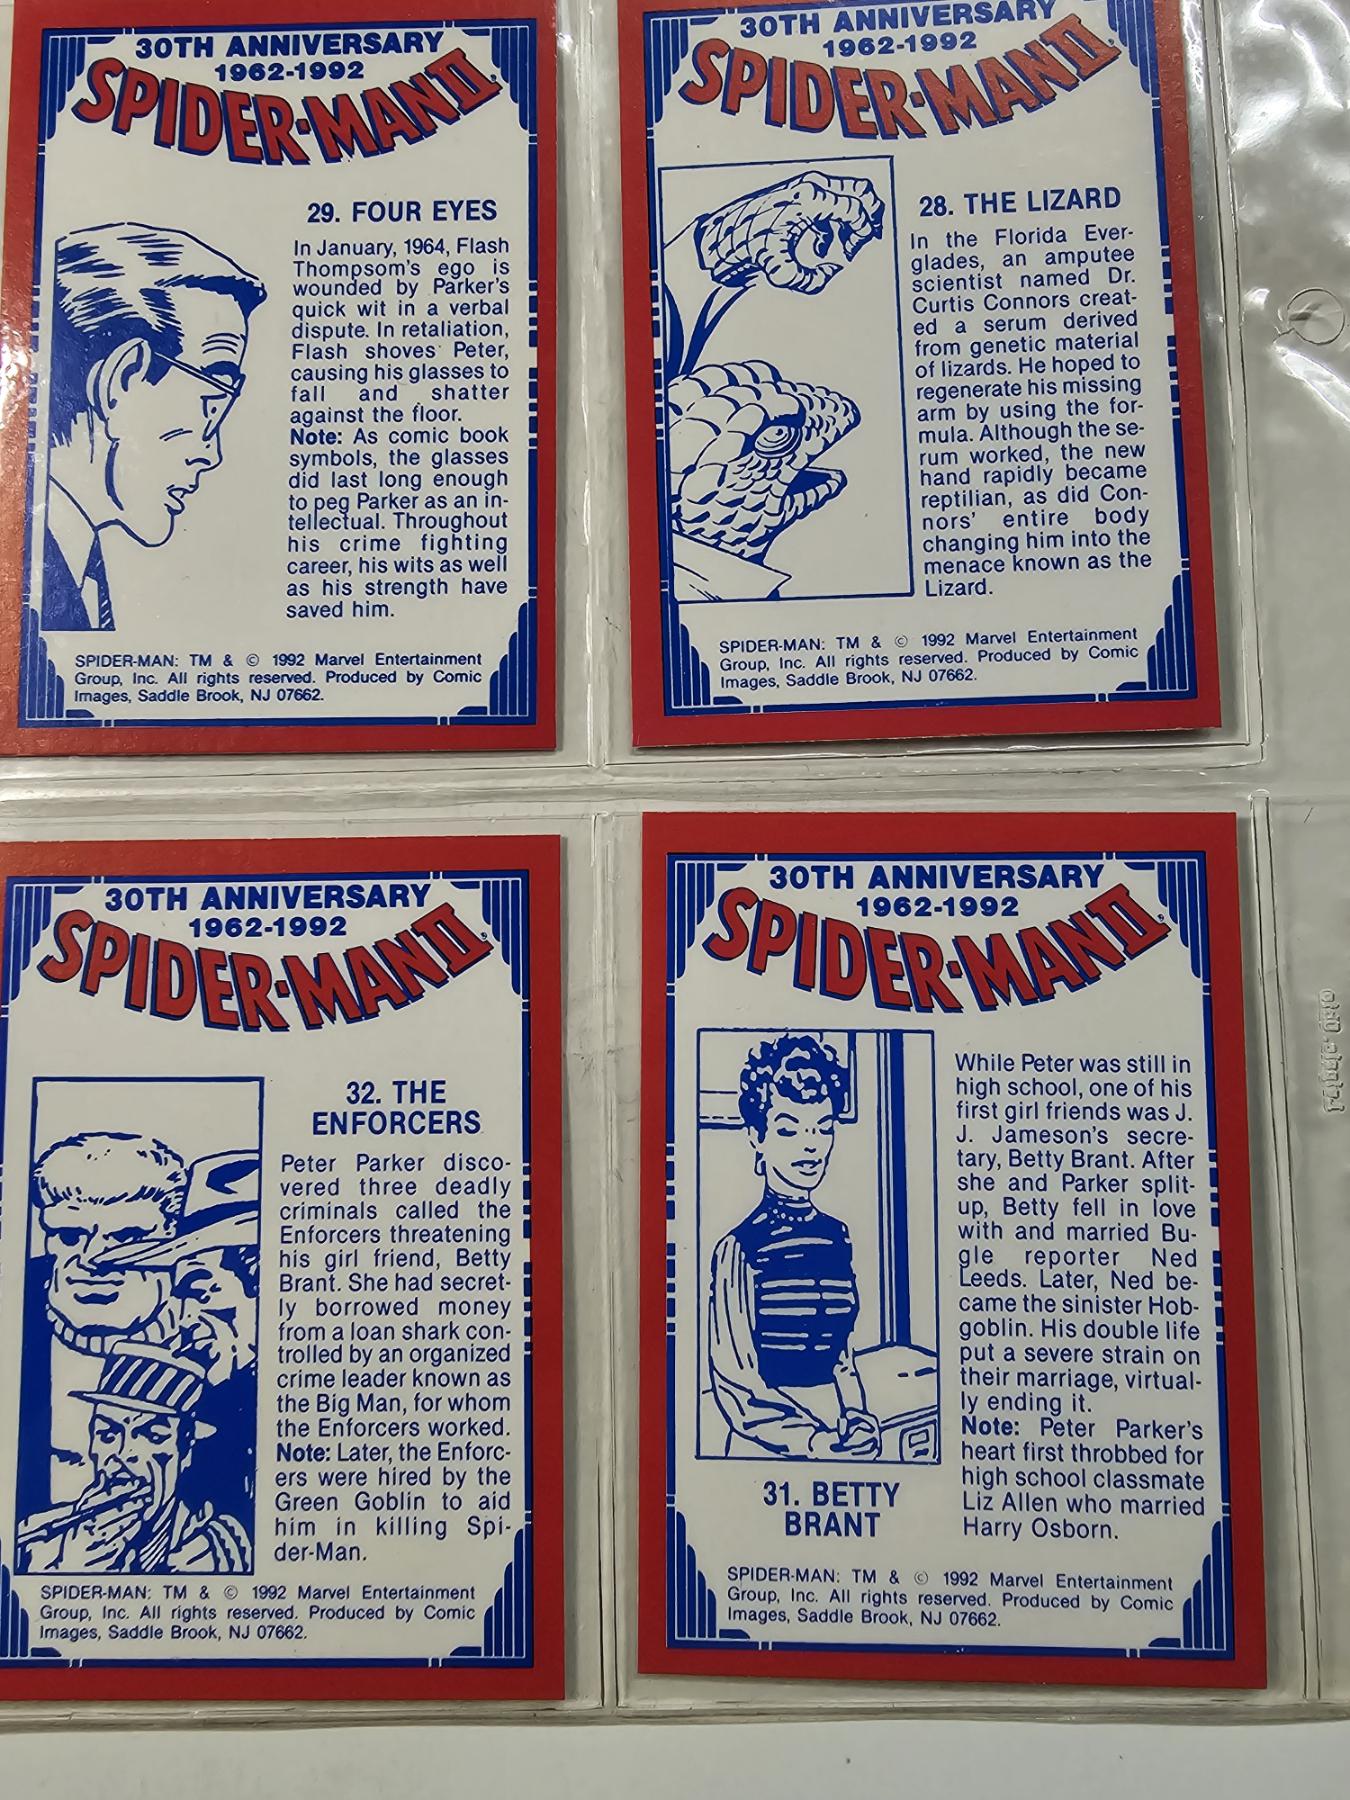 30TH ANNIVERSARY
1962-1992
SPIDER-MAN II
29. FOUR EYES
In January, 1964, Flash
Thompsom's ego is
wounded by Parker's
quick wit in a verbal
dispute. In retaliation,
Flash shoves Peter,
causing his glasses to
fall and shatter
against the floor.
Note: As comic book
symbols, the glasses
did last long enough
to peg Parker as an in-
tellectual. Throughout
his crime fighting
career, his wits as well
as his strength have
saved him.
SPIDER-MAN: TM & © 1992 Marvel Entertainment
Group, Inc. All rights reserved. Produced by Comic
Images, Saddle Brook, NJ 07662.
30TH ANNIVERSARY
1962-1992
SPIDER-MAN II
28. THE LIZARD
In the Florida Ever-
glades, an amputee
scientist named Dr.
Curtis Connors creat-
ed a serum derived
from genetic material
of lizards. He hoped to
regenerate his missing
arm by using the for-
mula. Although the se-
rum worked, the new
hand rapidly became
reptilian, as did Con-
nors' entire body
changing him into the
menace known as the
Lizard.
SPIDER-MAN: TM & © 1992 Marvel Entertainment
Group, Inc. All rights reserved. Produced by Comic
Images, Saddle Brook, NJ 07662.
30TH ANNIVERSARY
1962-1992
SPIDER-MAN II
32. THE
ENFORCERS
Peter Parker disco-
vered three deadly
criminals called the
Enforcers threatening
his girl friend, Betty
Brant. She had secret-
ly borrowed money
from a loan shark con-
trolled by an organized
crime leader known as
the Big Man, for whom
the Enforcers worked.
Note: Later, the Enforc-
ers were hired by the
Green Goblin to aid
him in killing Spi-
der-Man.
SPIDER-MAN: TM & © 1992 Marvel Entertainment
Group, Inc. All rights reserved. Produced by Comic
Images, Saddle Brook, NJ 07662.
30TH ANNIVERSARY
1962-1992
SPIDER-MAN II
While Peter was still in
high school, one of his
first girl friends was J.
J. Jameson's secre-
tary, Betty Brant. After
she and Parker split-
up, Betty fell in love
with and married Bu-
gle reporter Ned
Leeds. Later, Ned be-
came the sinister Hob-
goblin. His double life
put a severe strain on
their marriage, virtual-
ly ending it.
Note: Peter Parker's
heart first throbbed for
high school classmate
Liz Allen who married
Harry Osborn.
31. BETTY
BRANT
SPIDER-MAN: TM & © 1992 Marvel Entertainment
Group, Inc. All rights reserved. Produced by Comic
Images, Saddle Brook, NJ 07662.